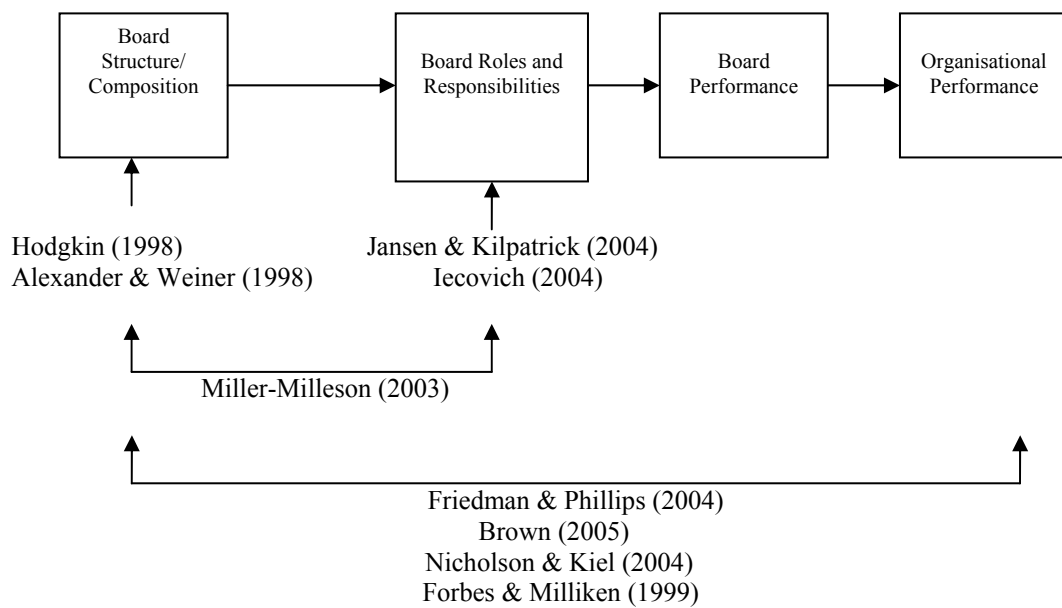 Board
Structure/
Composition
Board Roles and
Responsibilities
Board
Performance
Organisational
Performance
Hodgkin (1998)
Alexander & Weiner (1998)
Jansen & Kilpatrick (2004)
Iecovich (2004)
Miller-Milleson (2003)
Friedman & Phillips (2004)
Brown (2005)
Nicholson & Kiel (2004)
Forbes & Milliken (1999)